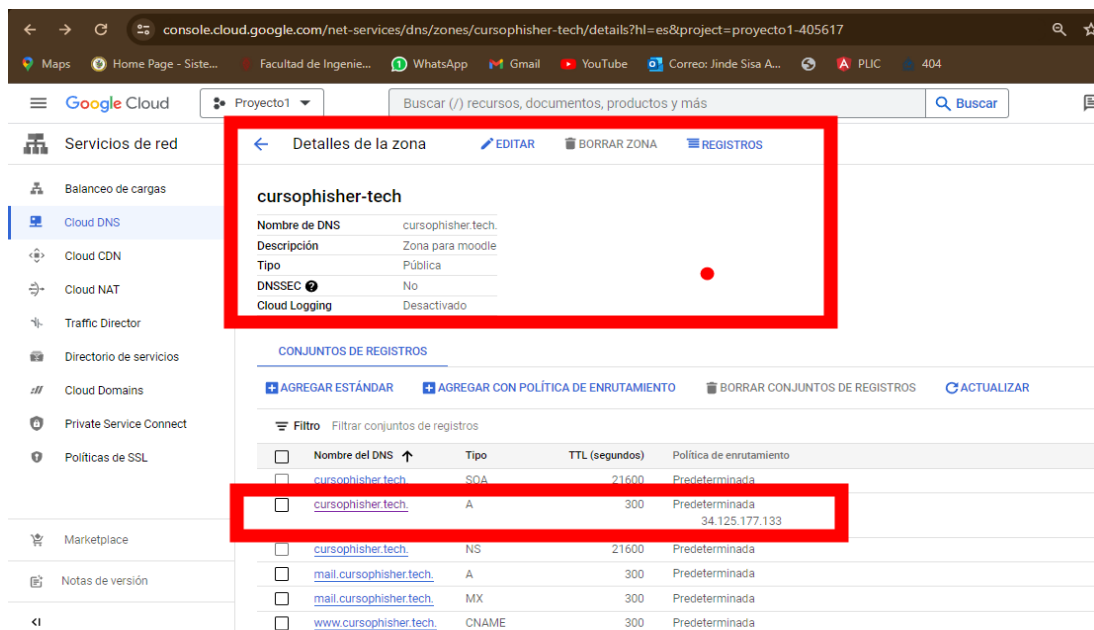 console.cloud.google.com/net-services/dns/zones/cursophisher-tech/details?hl=es&project=proyecto1-405617
Maps Home Page - Siste... Facultad de Ingenie... WhatsApp Gmail YouTube Correo: Jinde Sisa A... PLIC 404
Google Cloud Proyecto1 Buscar (/) recursos, documentos, productos y más Buscar
Servicios de red Detalles de la zona EDITAR BORRAR ZONA REGISTROS
Balanceo de cargas
Cloud DNS
Cloud CDN
Cloud NAT
Traffic Director
Directorio de servicios
Cloud Domains
Private Service Connect
Políticas de SSL
Marketplace
Notas de versión
cursophisher-tech
Nombre de DNS cursophisher.tech.
Descripción Zona para moodle
Tipo Pública
DNSSEC No
Cloud Logging Desactivado
CONJUNTOS DE REGISTROS
AGREGAR ESTÁNDAR AGREGAR CON POLÍTICA DE ENRUTAMIENTO BORRAR CONJUNTOS DE REGISTROS ACTUALIZAR
Filtro Filtrar conjuntos de registros
Nombre del DNS Tipo TTL (segundos) Política de enrutamiento
cursophisher.tech. SOA 21600 Predeterminada
cursophisher.tech. A 300 Predeterminada
34.125.177.133
cursophisher.tech. NS 21600 Predeterminada
mail.cursophisher.tech. A 300 Predeterminada
mail.cursophisher.tech. MX 300 Predeterminada
www.cursophisher.tech. CNAME 300 Predeterminada